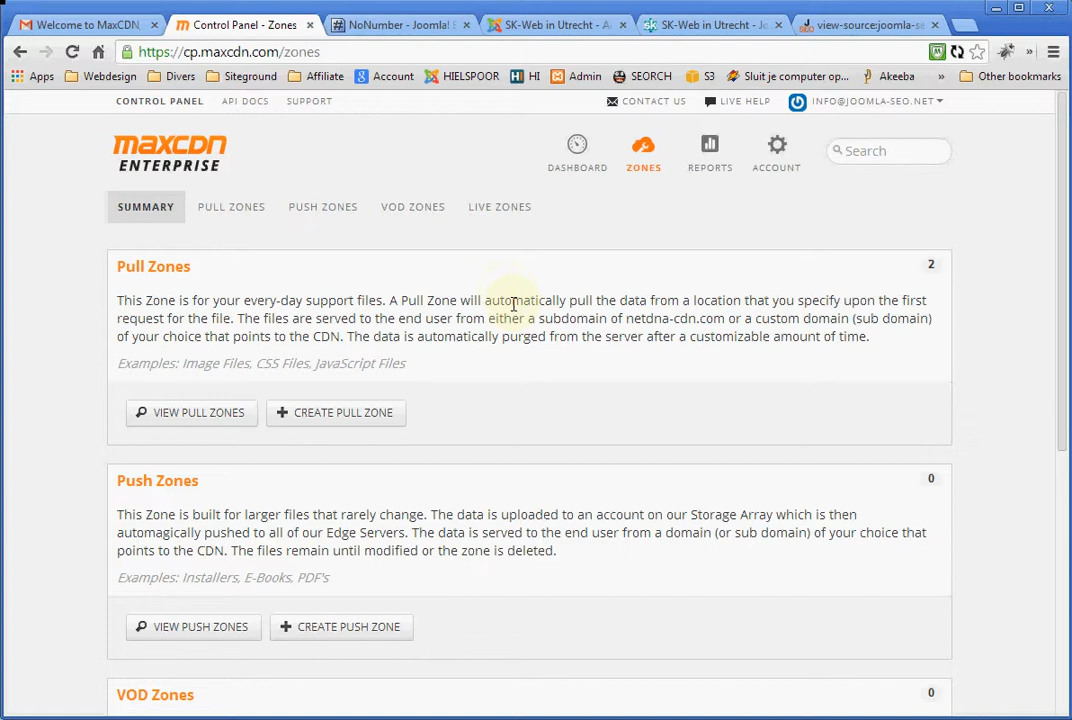 Welcome to MaxCDN,
Control Panel - Zones
NoNumber - Joomla! E
SK-Web in Utrecht - A
SK-Web in Utrecht - J
view-source:joomla-se
https://cp.maxcdn.com/zones
Apps
Webdesign
Divers
Siteground
Affiliate
Account
HIELSPOOR
HI
Admin
SEORCH
S3
Sluit je computer op...
Akeeba
»
Other bookmarks
CONTROL PANEL
API DOCS
SUPPORT
CONTACT US
LIVE HELP
INFO@JOOMLA-SEO.NET
maxcdn
ENTERPRISE
DASHBOARD
ZONES
REPORTS
ACCOUNT
Search
SUMMARY
PULL ZONES
PUSH ZONES
VOD ZONES
LIVE ZONES
Pull Zones
2
This Zone is for your every-day support files. A Pull Zone will automatically pull the data from a location that you specify upon the first
request for the file. The files are served to the end user from either a subdomain of netdna-cdn.com or a custom domain (sub domain)
of your choice that points to the CDN. The data is automatically purged from the server after a customizable amount of time.
Examples: Image Files, CSS Files, JavaScript Files
VIEW PULL ZONES
CREATE PULL ZONE
Push Zones
0
This Zone is built for larger files that rarely change. The data is uploaded to an account on our Storage Array which is then
automagically pushed to all of our Edge Servers. The data is served to the end user from a domain (or sub domain) of your choice that
points to the CDN. The files remain until modified or the zone is deleted.
Examples: Installers, E-Books, PDF's
VIEW PUSH ZONES
CREATE PUSH ZONE
VOD Zones
0